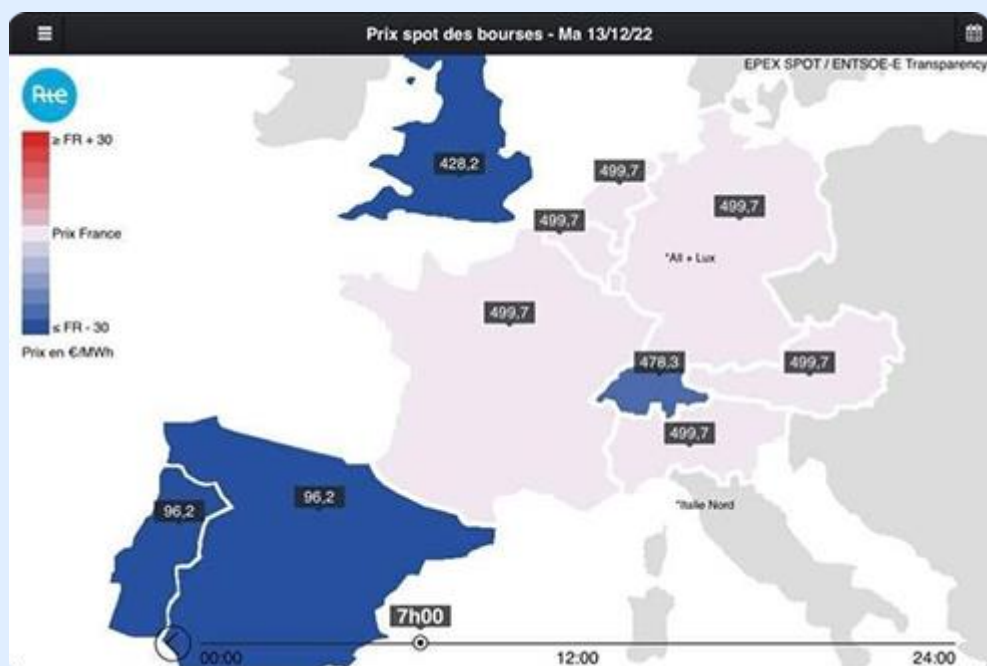 Prix spot des bourses - Ma 13/12/22
EPEX SPOT / ENTSOE-E Transparency
Rte
≥ FR + 30
Prix France
≤ FR - 30
Prix en €/MWh
428,2
499,7
499,7
499,7
*All + Lux
499,7
478,3
499,7
499,7
*Italie Nord
96,2
96,2
7h00
00:00
12:00
24:00